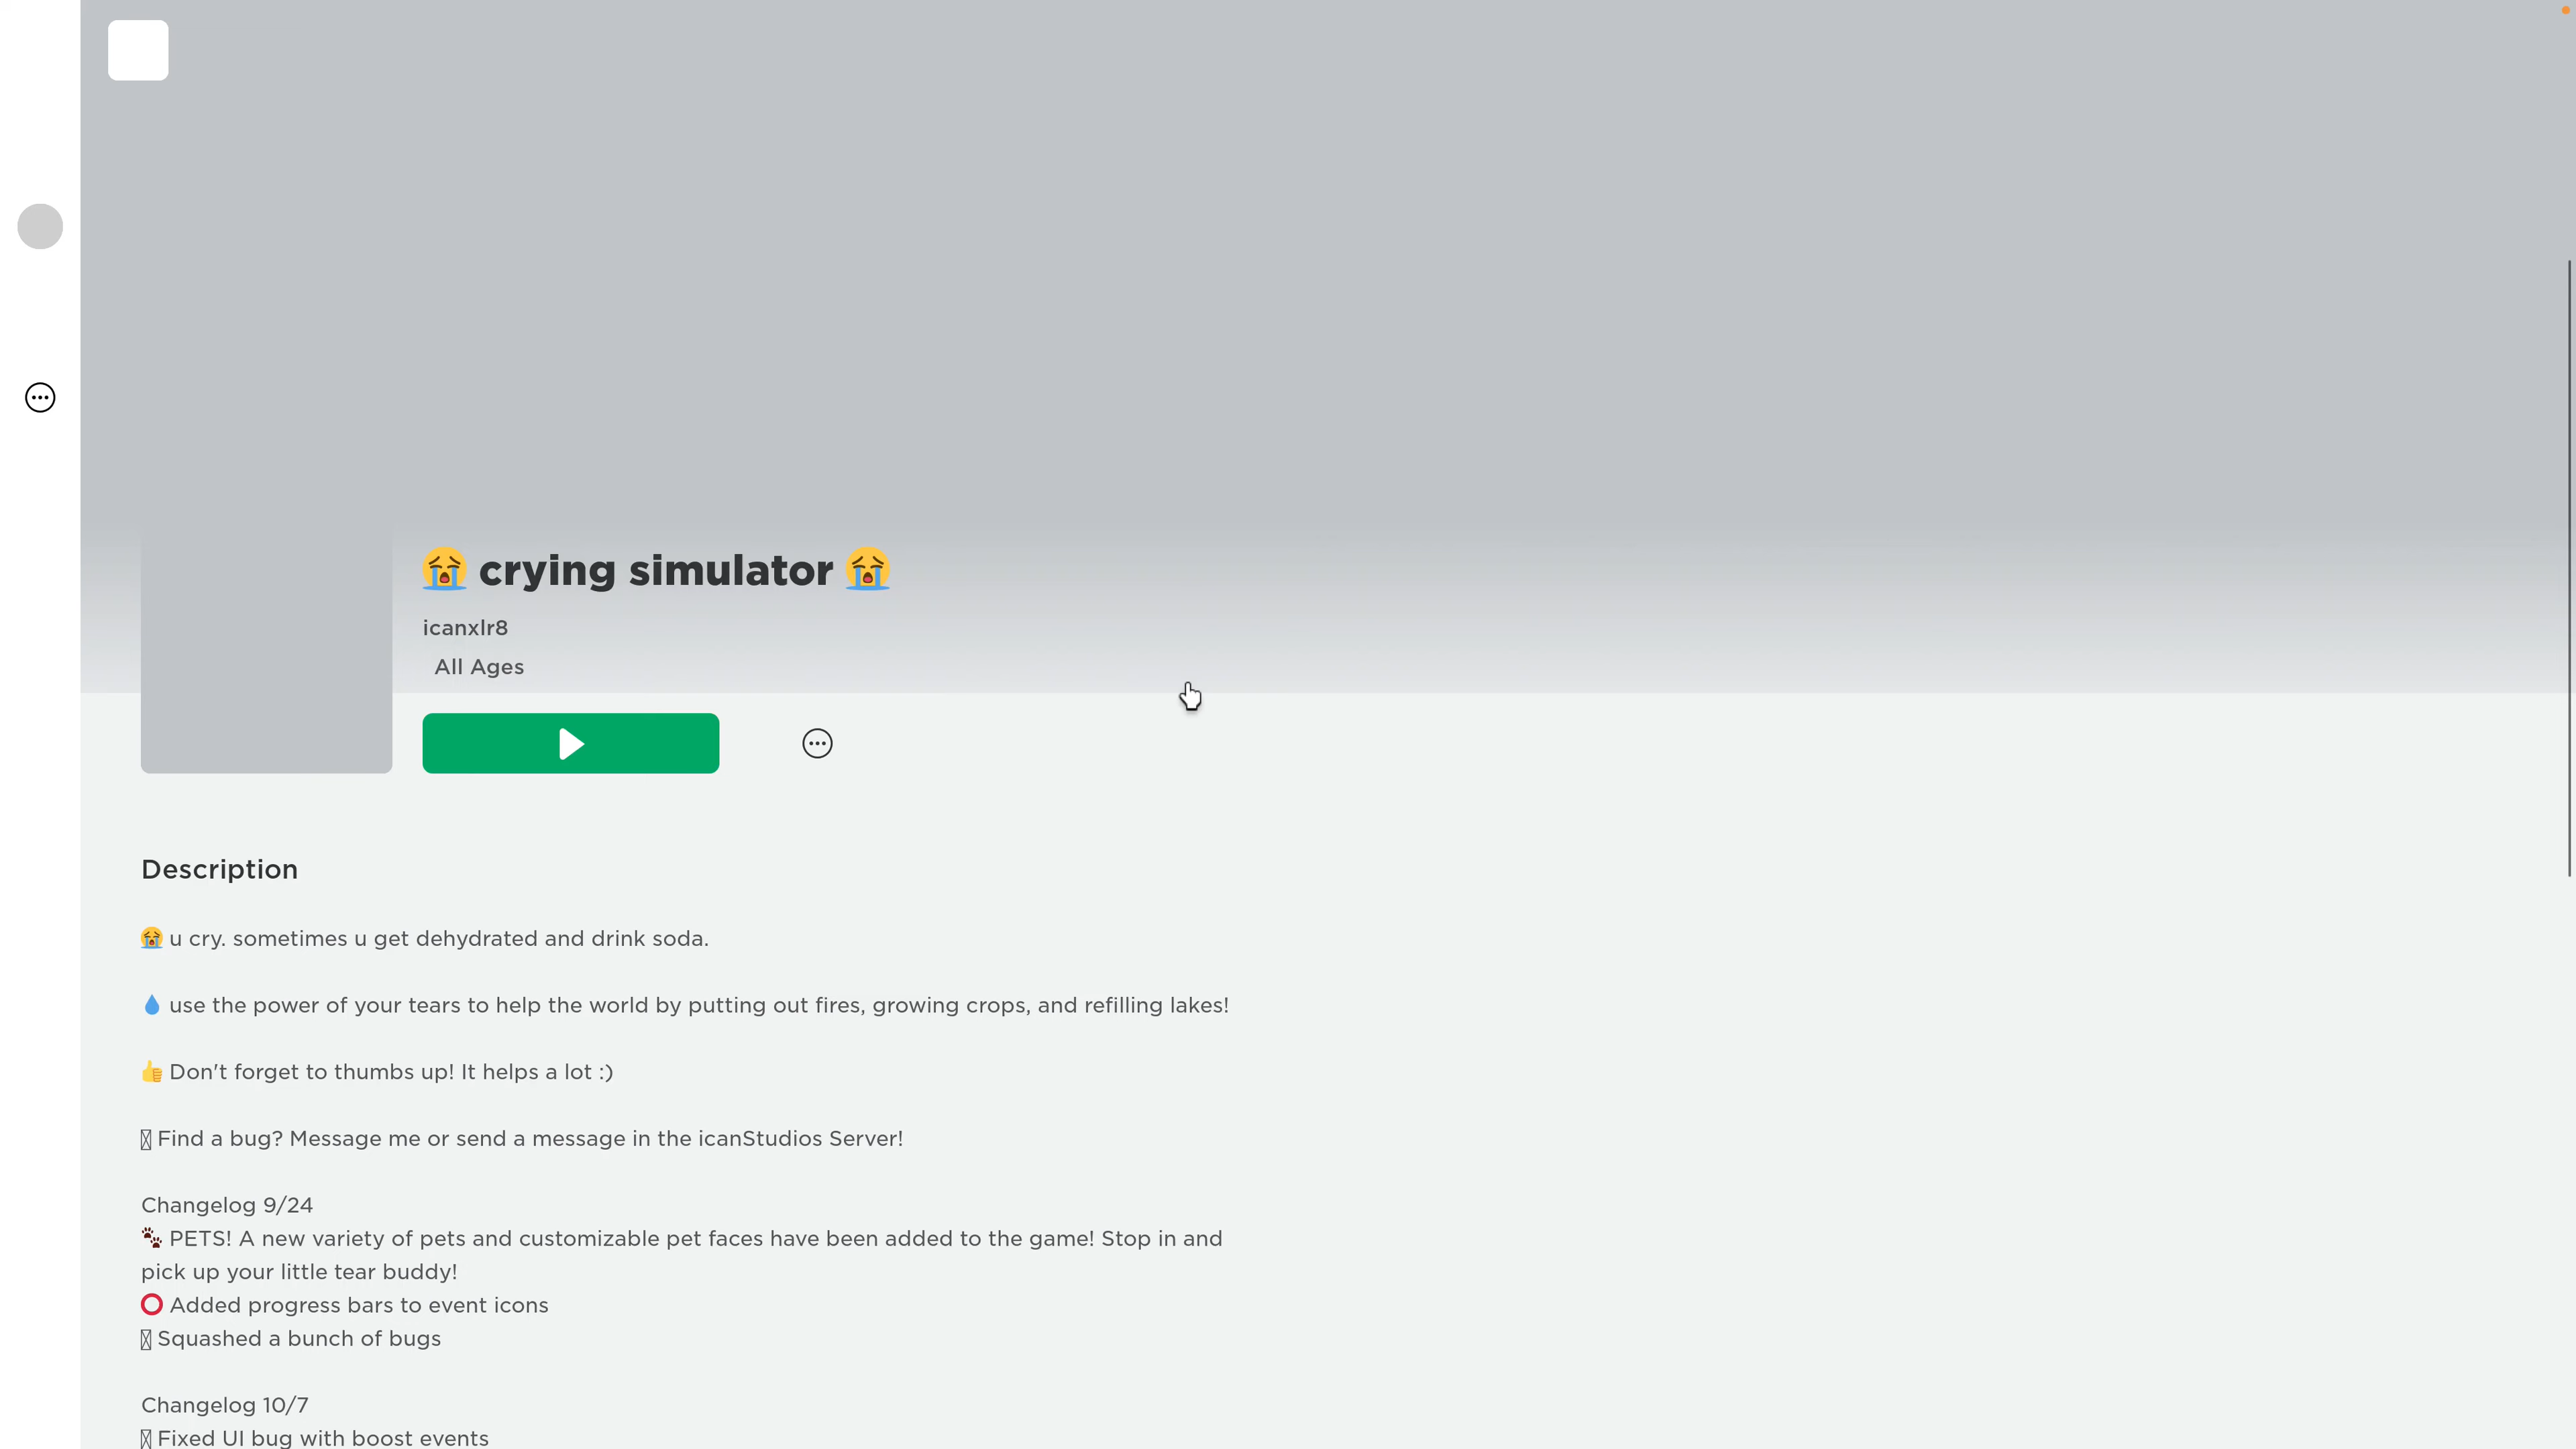 😭 crying simulator 😭
icanxlr8
All Ages
Description
😭 u cry. sometimes u get dehydrated and drink soda.
💧 use the power of your tears to help the world by putting out fires, growing crops, and refilling lakes!
👍 Don't forget to thumbs up! It helps a lot :)
Find a bug? Message me or send a message in the icanStudios Server!
Changelog 9/24
🐾 PETS! A new variety of pets and customizable pet faces have been added to the game! Stop in and
pick up your little tear buddy!
⭕ Added progress bars to event icons
Squashed a bunch of bugs
Changelog 10/7
Fixed UI bug with boost events